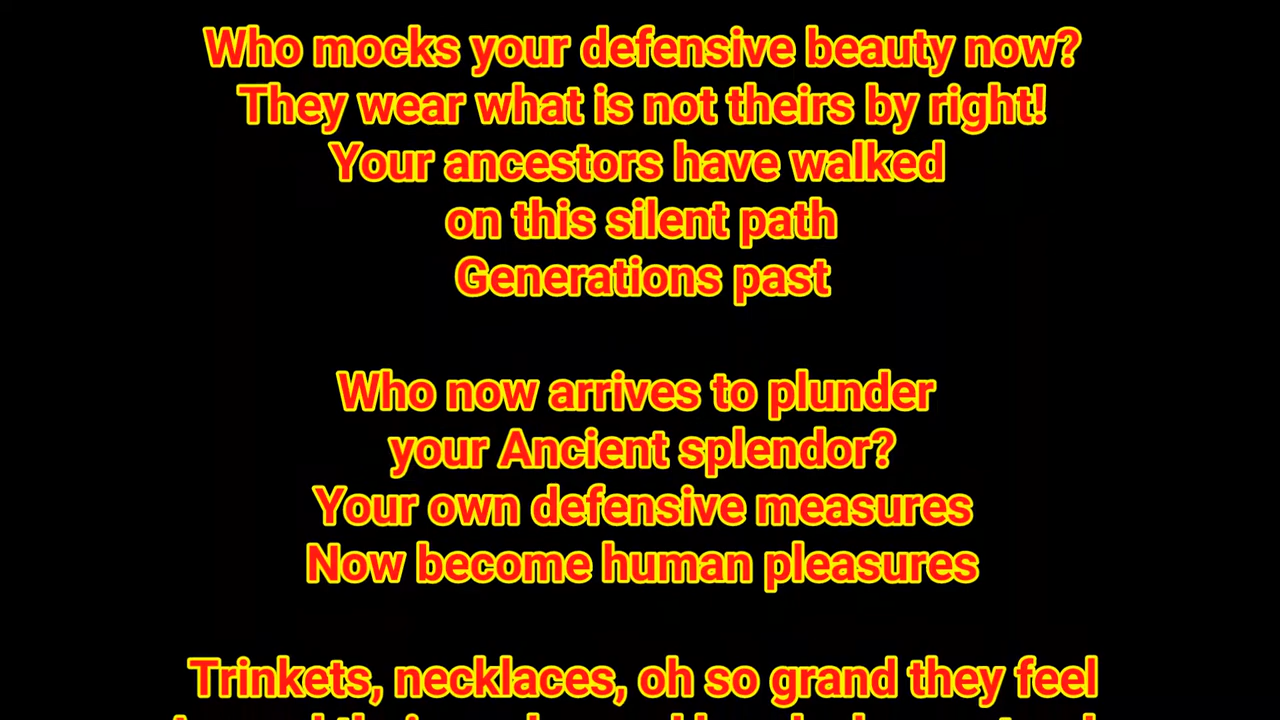 Who mocks your defensive beauty now?
They wear what is not theirs by right!
Your ancestors have walked
on this silent path
Generations past
Who now arrives to plunder
your Ancient splendor?
Your own defensive measures
Now become human pleasures
Trinkets, necklaces, oh so grand they feel